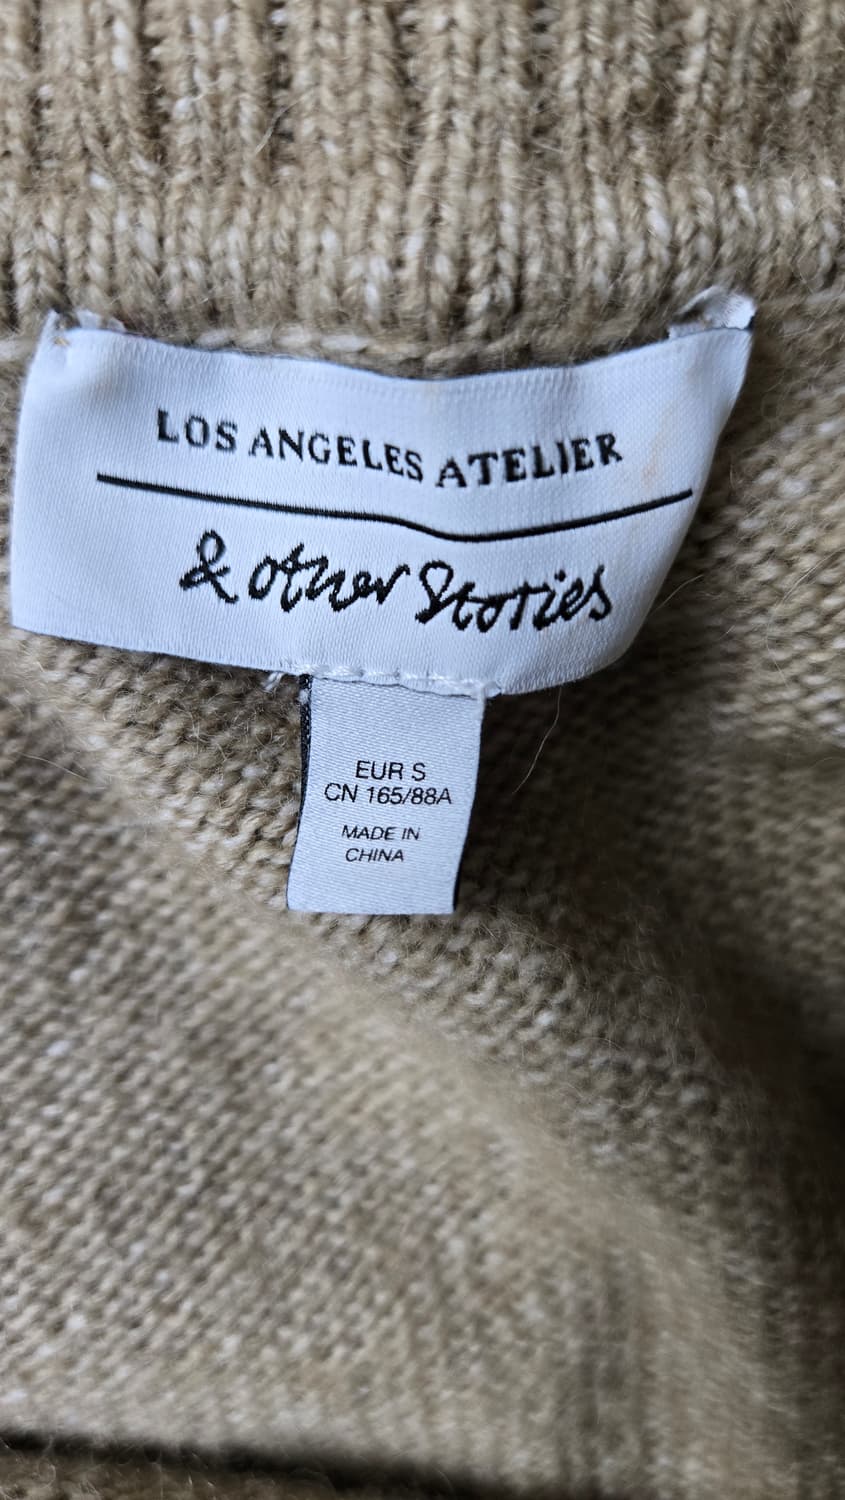 LOS ANGELES ATELIER
& other Stories
EUR S
CN 165/88A
MADE IN
CHINA